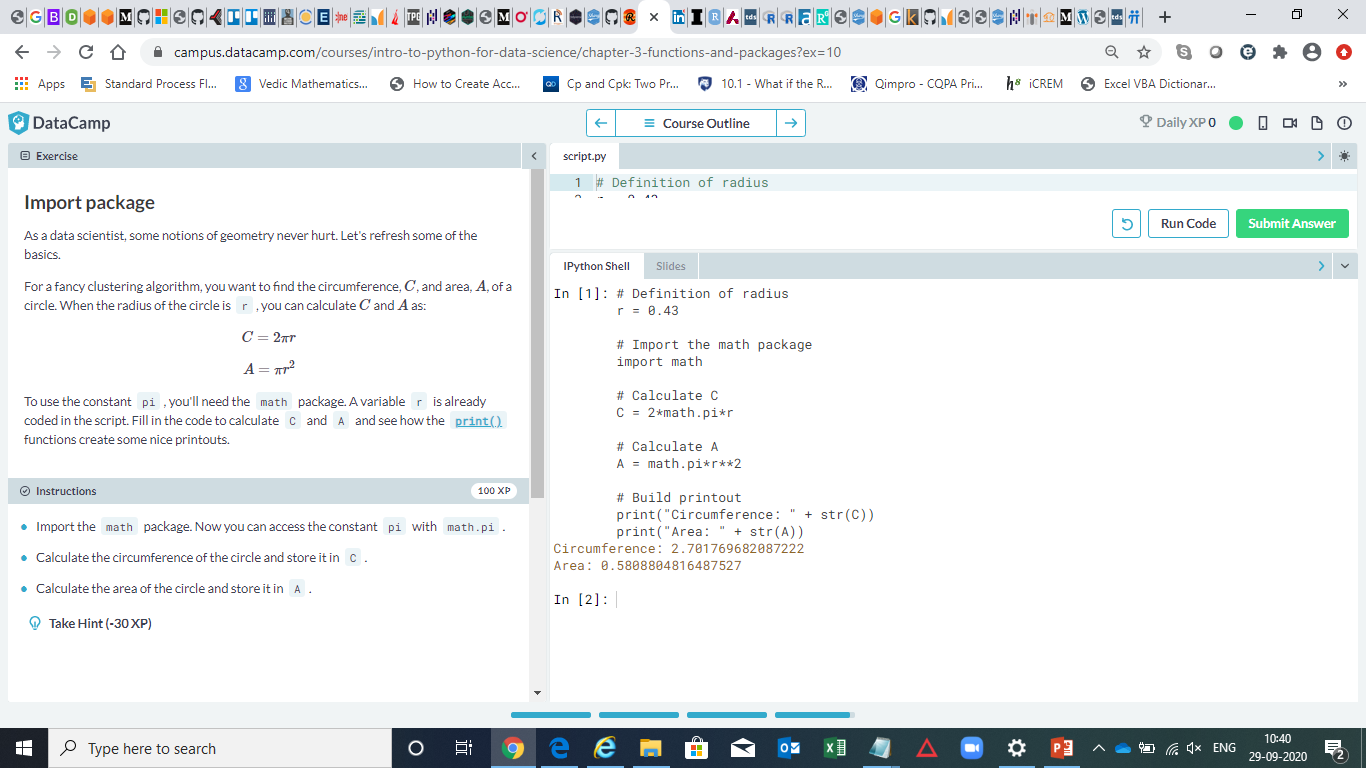 campus.datacamp.com/courses/intro-to-python-for-data-science/chapter-3-functions-and-packages?ex=10
Apps Standard Process Fl... Vedic Mathematics... How to Create Acc... Cp and Cpk: Two Pr... 10.1 - What if the R... Qimpro - CQPA Pri... iCREM Excel VBA Dictionar... »
DataCamp
Course Outline
Daily XP 0
Exercise
Import package
As a data scientist, some notions of geometry never hurt. Let's refresh some of the
basics.
For a fancy clustering algorithm, you want to find the circumference, C, and area, A, of a
circle. When the radius of the circle is r , you can calculate C and A as:
C = 2πr
A = πr²
To use the constant pi , you'll need the math package. A variable r is already
coded in the script. Fill in the code to calculate C and A and see how the print()
functions create some nice printouts.
Instructions
100 XP
Import the math package. Now you can access the constant pi with math.pi .
Calculate the circumference of the circle and store it in C .
Calculate the area of the circle and store it in A .
Take Hint (-30 XP)
script.py
1 # Definition of radius
Run Code
Submit Answer
IPython Shell
Slides
In [1]: # Definition of radius
r = 0.43
# Import the math package
import math
# Calculate C
C = 2*math.pi*r
# Calculate A
A = math.pi*r**2
# Build printout
print("Circumference: " + str(C))
print("Area: " + str(A))
Circumference: 2.701769682087222
Area: 0.5808804816487527
In [2]:
Type here to search
ENG
10:40
29-09-2020
2